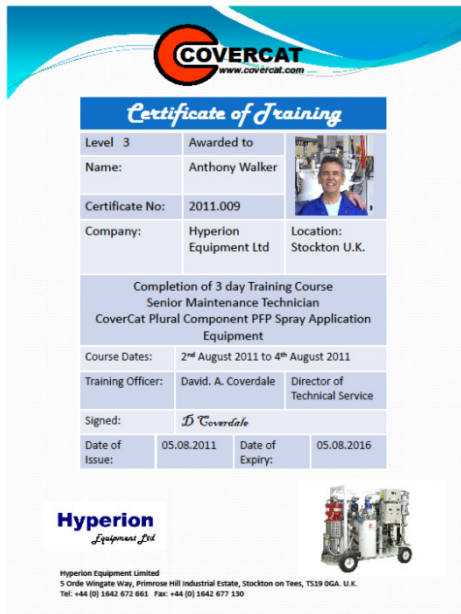 COVERCAT
www.covercat.com
Certificate of Training
Level 3 Awarded to
Name: Anthony Walker
Certificate No: 2011.009
Company: Hyperion Location:
Equipment Ltd Stockton U.K.
Completion of 3 day Training Course
Senior Maintenance Technician
CoverCat Plural Component PFP Spray Application
Equipment
Course Dates: 2nd August 2011 to 4th August 2011
Training Officer: David. A. Coverdale Director of
Technical Service
Signed: D Coverdale
Date of 05.08.2011 Date of 05.08.2016
Issue: Expiry:
Hyperion
Equipment Ltd
Hyperion Equipment Limited
5 Orde Wingate Way, Primrose Hill Industrial Estate, Stockton on Tees, TS19 0GA. U.K.
Tel: +44 (0) 1642 672 661 Fax: +44 (0) 1642 677 130